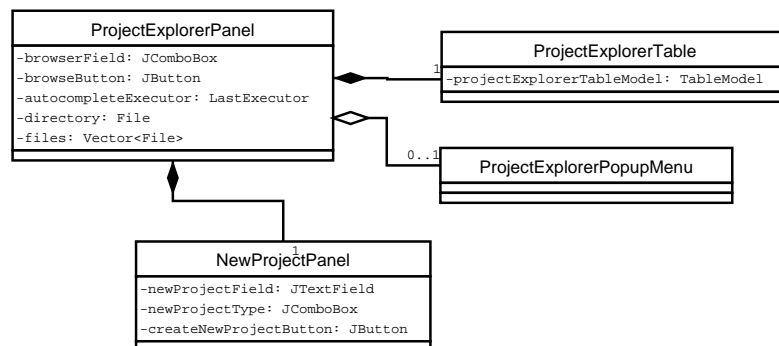 ProjectExplorerPanel
-browserField: JComboBox
-browseButton: JButton
-autocompleteExecutor: LastExecutor
-directory: File
-files: Vector<File>
ProjectExplorerTable
1
-projectExplorerTableModel: TableModel
0..1
ProjectExplorerPopupMenu
1
NewProjectPanel
-newProjectField: JTextField
-newProjectType: JComboBox
-createNewProjectButton: JButton